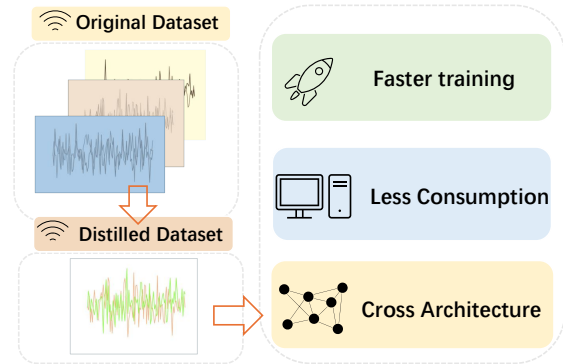 Original Dataset
Distilled Dataset
Faster training
Less Consumption
Cross Architecture